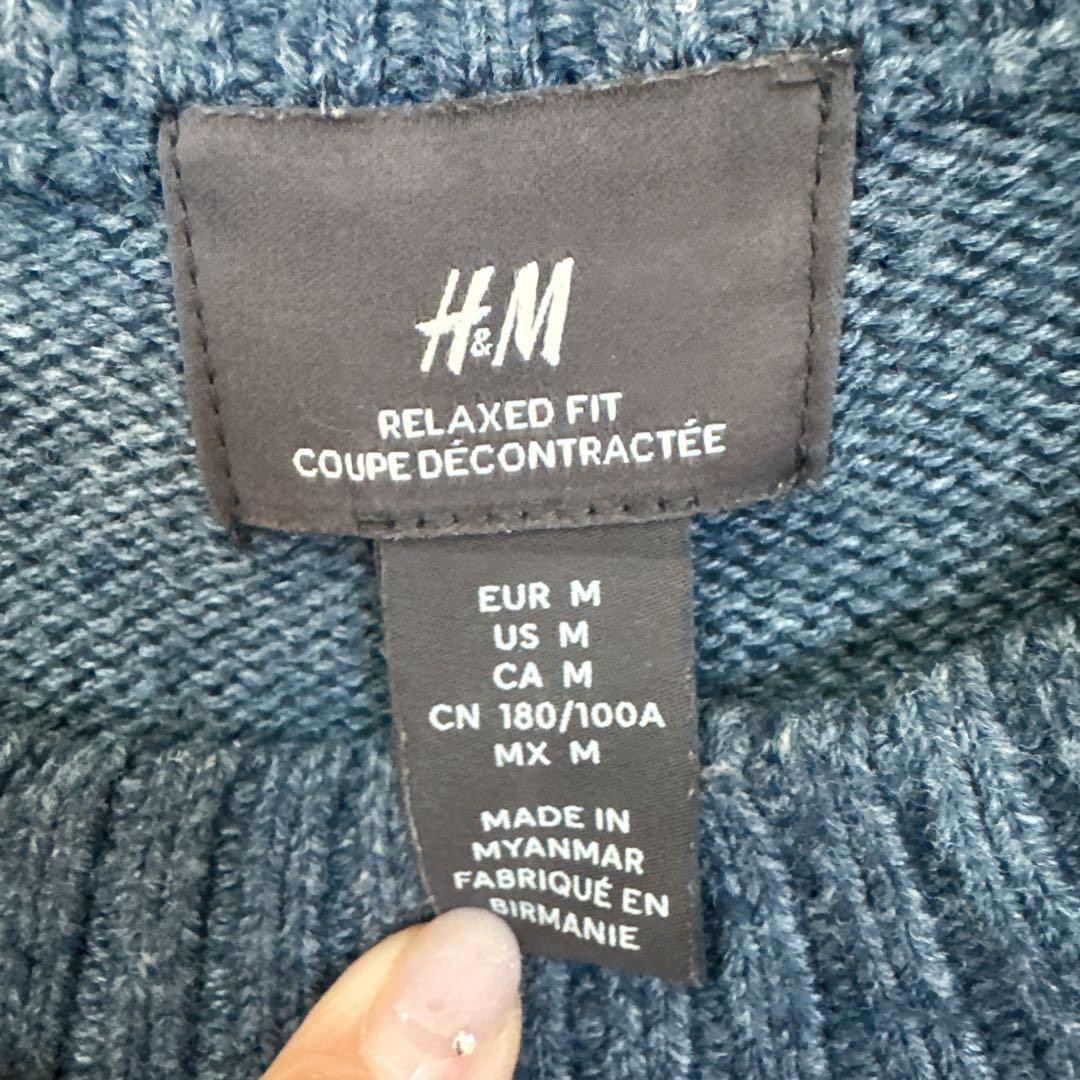 H&M
RELAXED FIT
COUPE DÉCONTRACTÉE
EUR M
US M
CA M
CN 180/100A
MX M
MADE IN
MYANMAR
FABRIQUÉ EN
BIRMANIE